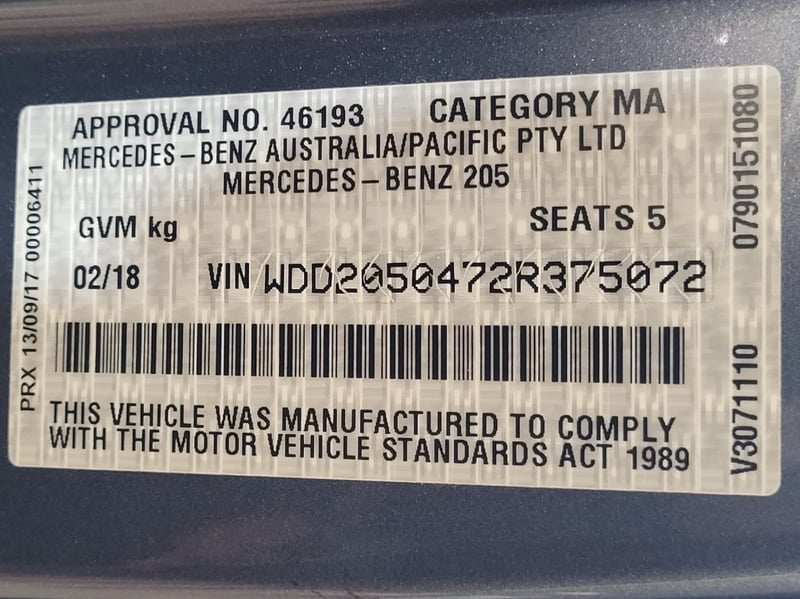 APPROVAL NO. 46193 CATEGORY MA
MERCEDES-BENZ AUSTRALIA/PACIFIC PTY LTD
MERCEDES-BENZ 205
GVM kg SEATS 5
02/18 VIN WDD2050472R375072
THIS VEHICLE WAS MANUFACTURED TO COMPLY
WITH THE MOTOR VEHICLE STANDARDS ACT 1989
PRX 13/09/17 00006411
V3071110 0790151080